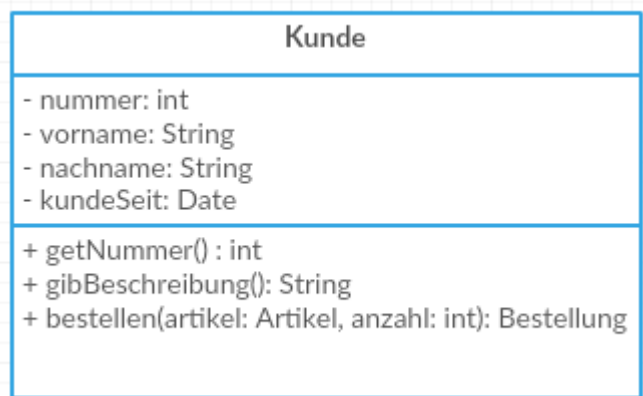 Kunde
- nummer: int
- vorname: String
- nachname: String
- kundeSeit: Date
+ getNummer() : int
+ gibBeschreibung(): String
+ bestellen(artikel: Artikel, anzahl: int): Bestellung